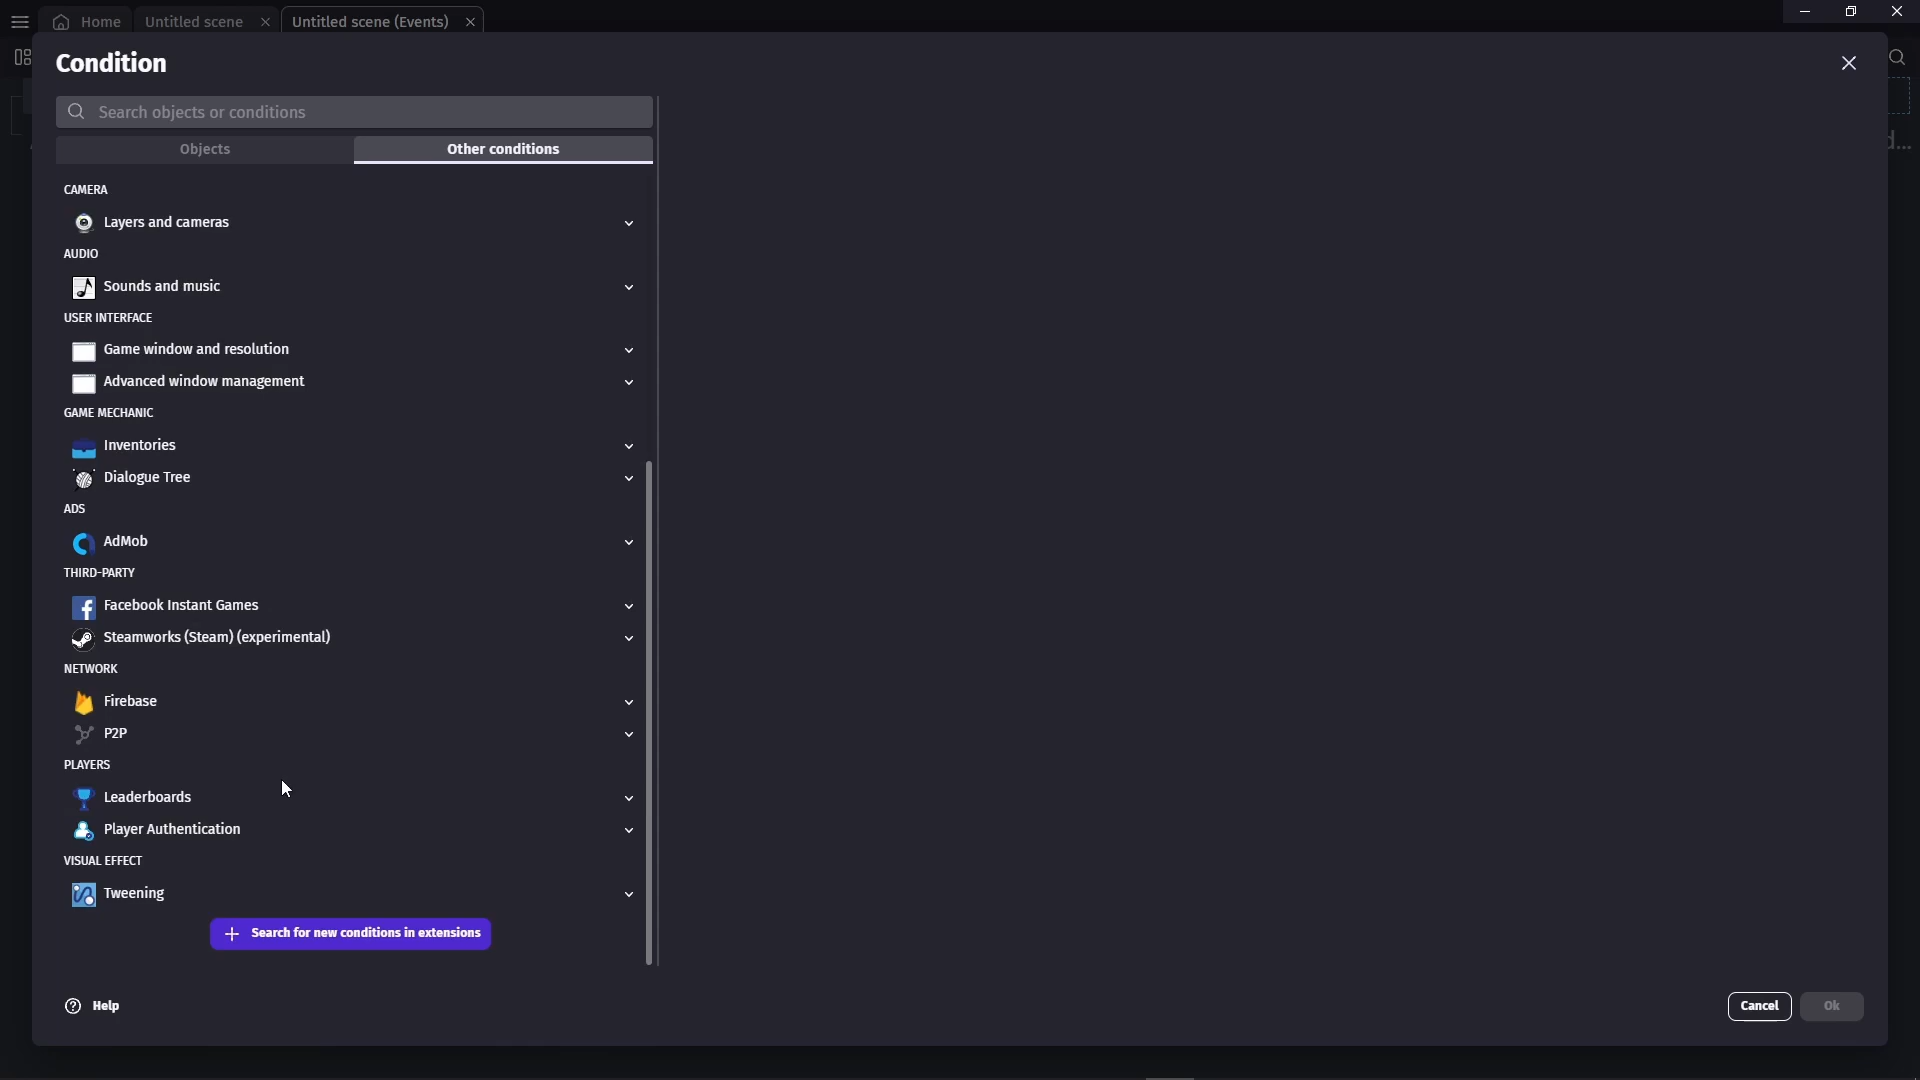 Home
Untitled scene
Untitled scene (Events)
Condition
Search objects or conditions
Objects
Other conditions
CAMERA
Layers and cameras
AUDIO
Sounds and music
USER INTERFACE
Game window and resolution
Advanced window management
GAME MECHANIC
Inventories
Dialogue Tree
ADS
AdMob
THIRD-PARTY
Facebook Instant Games
Steamworks (Steam) (experimental)
NETWORK
Firebase
P2P
PLAYERS
Leaderboards
Player Authentication
VISUAL EFFECT
Tweening
+ Search for new conditions in extensions
Help
Cancel
Ok